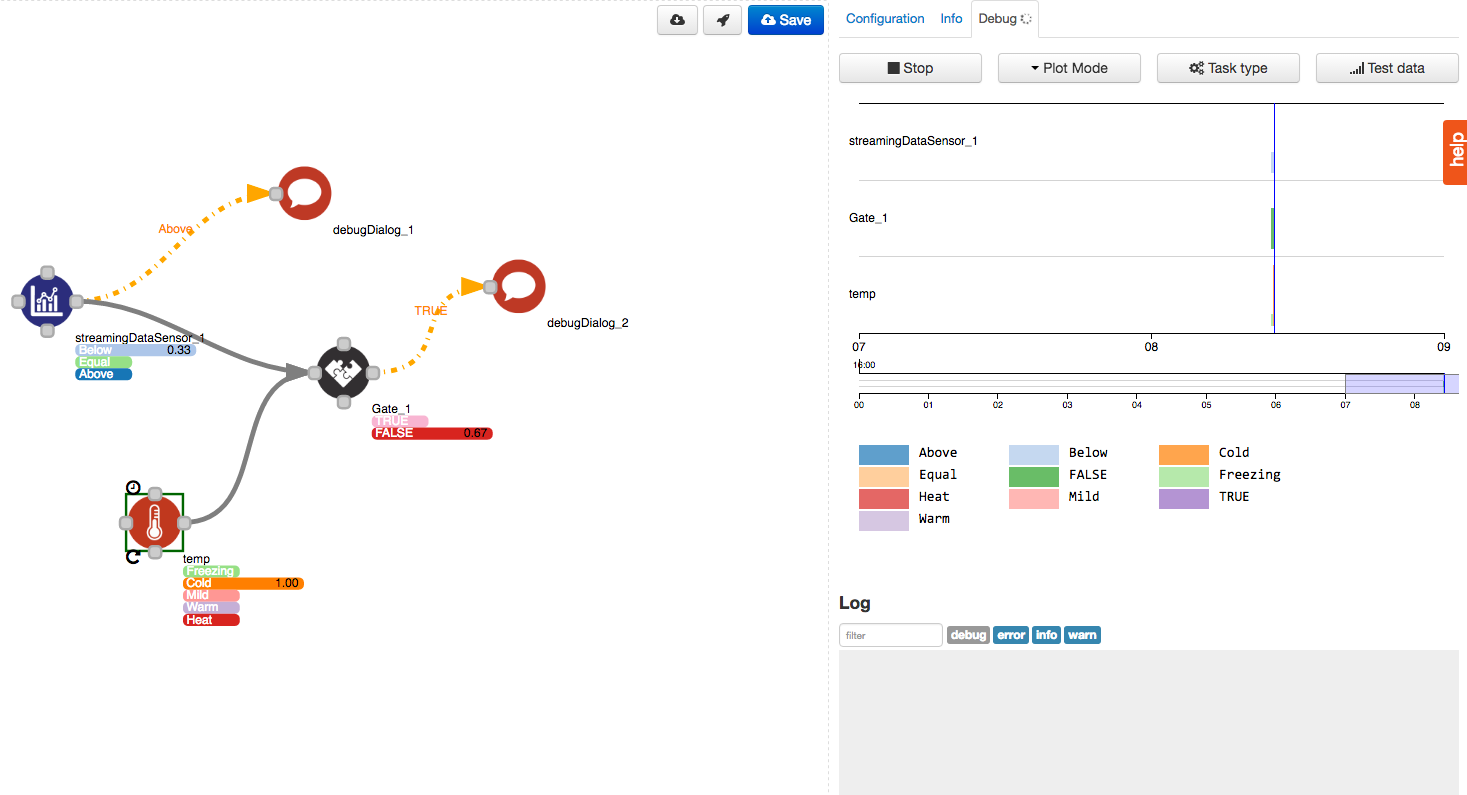 Save
Above
debugDialog_1
TRUE
debugDialog_2
streamingDataSensor_1
Below 0.33
Equal
Above
Gate_1
TRUE
FALSE 0.67
temp
Freezing
Cold 1.00
Mild
Warm
Heat
Configuration Info Debug
Stop Plot Mode Task type Test data
help
streamingDataSensor_1
Gate_1
temp
07 08 09
16:00
00 01 02 03 04 05 06 07 08
Above Below Cold
Equal FALSE Freezing
Heat Mild TRUE
Warm
Log
filter debug error info warn